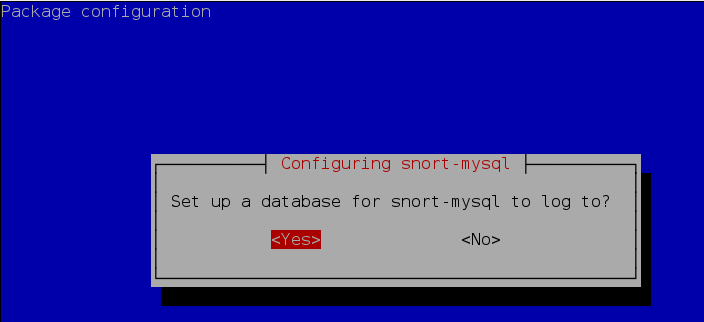 Package configuration
Configuring snort-mysql
Set up a database for snort-mysql to log to?
<Yes> <No>